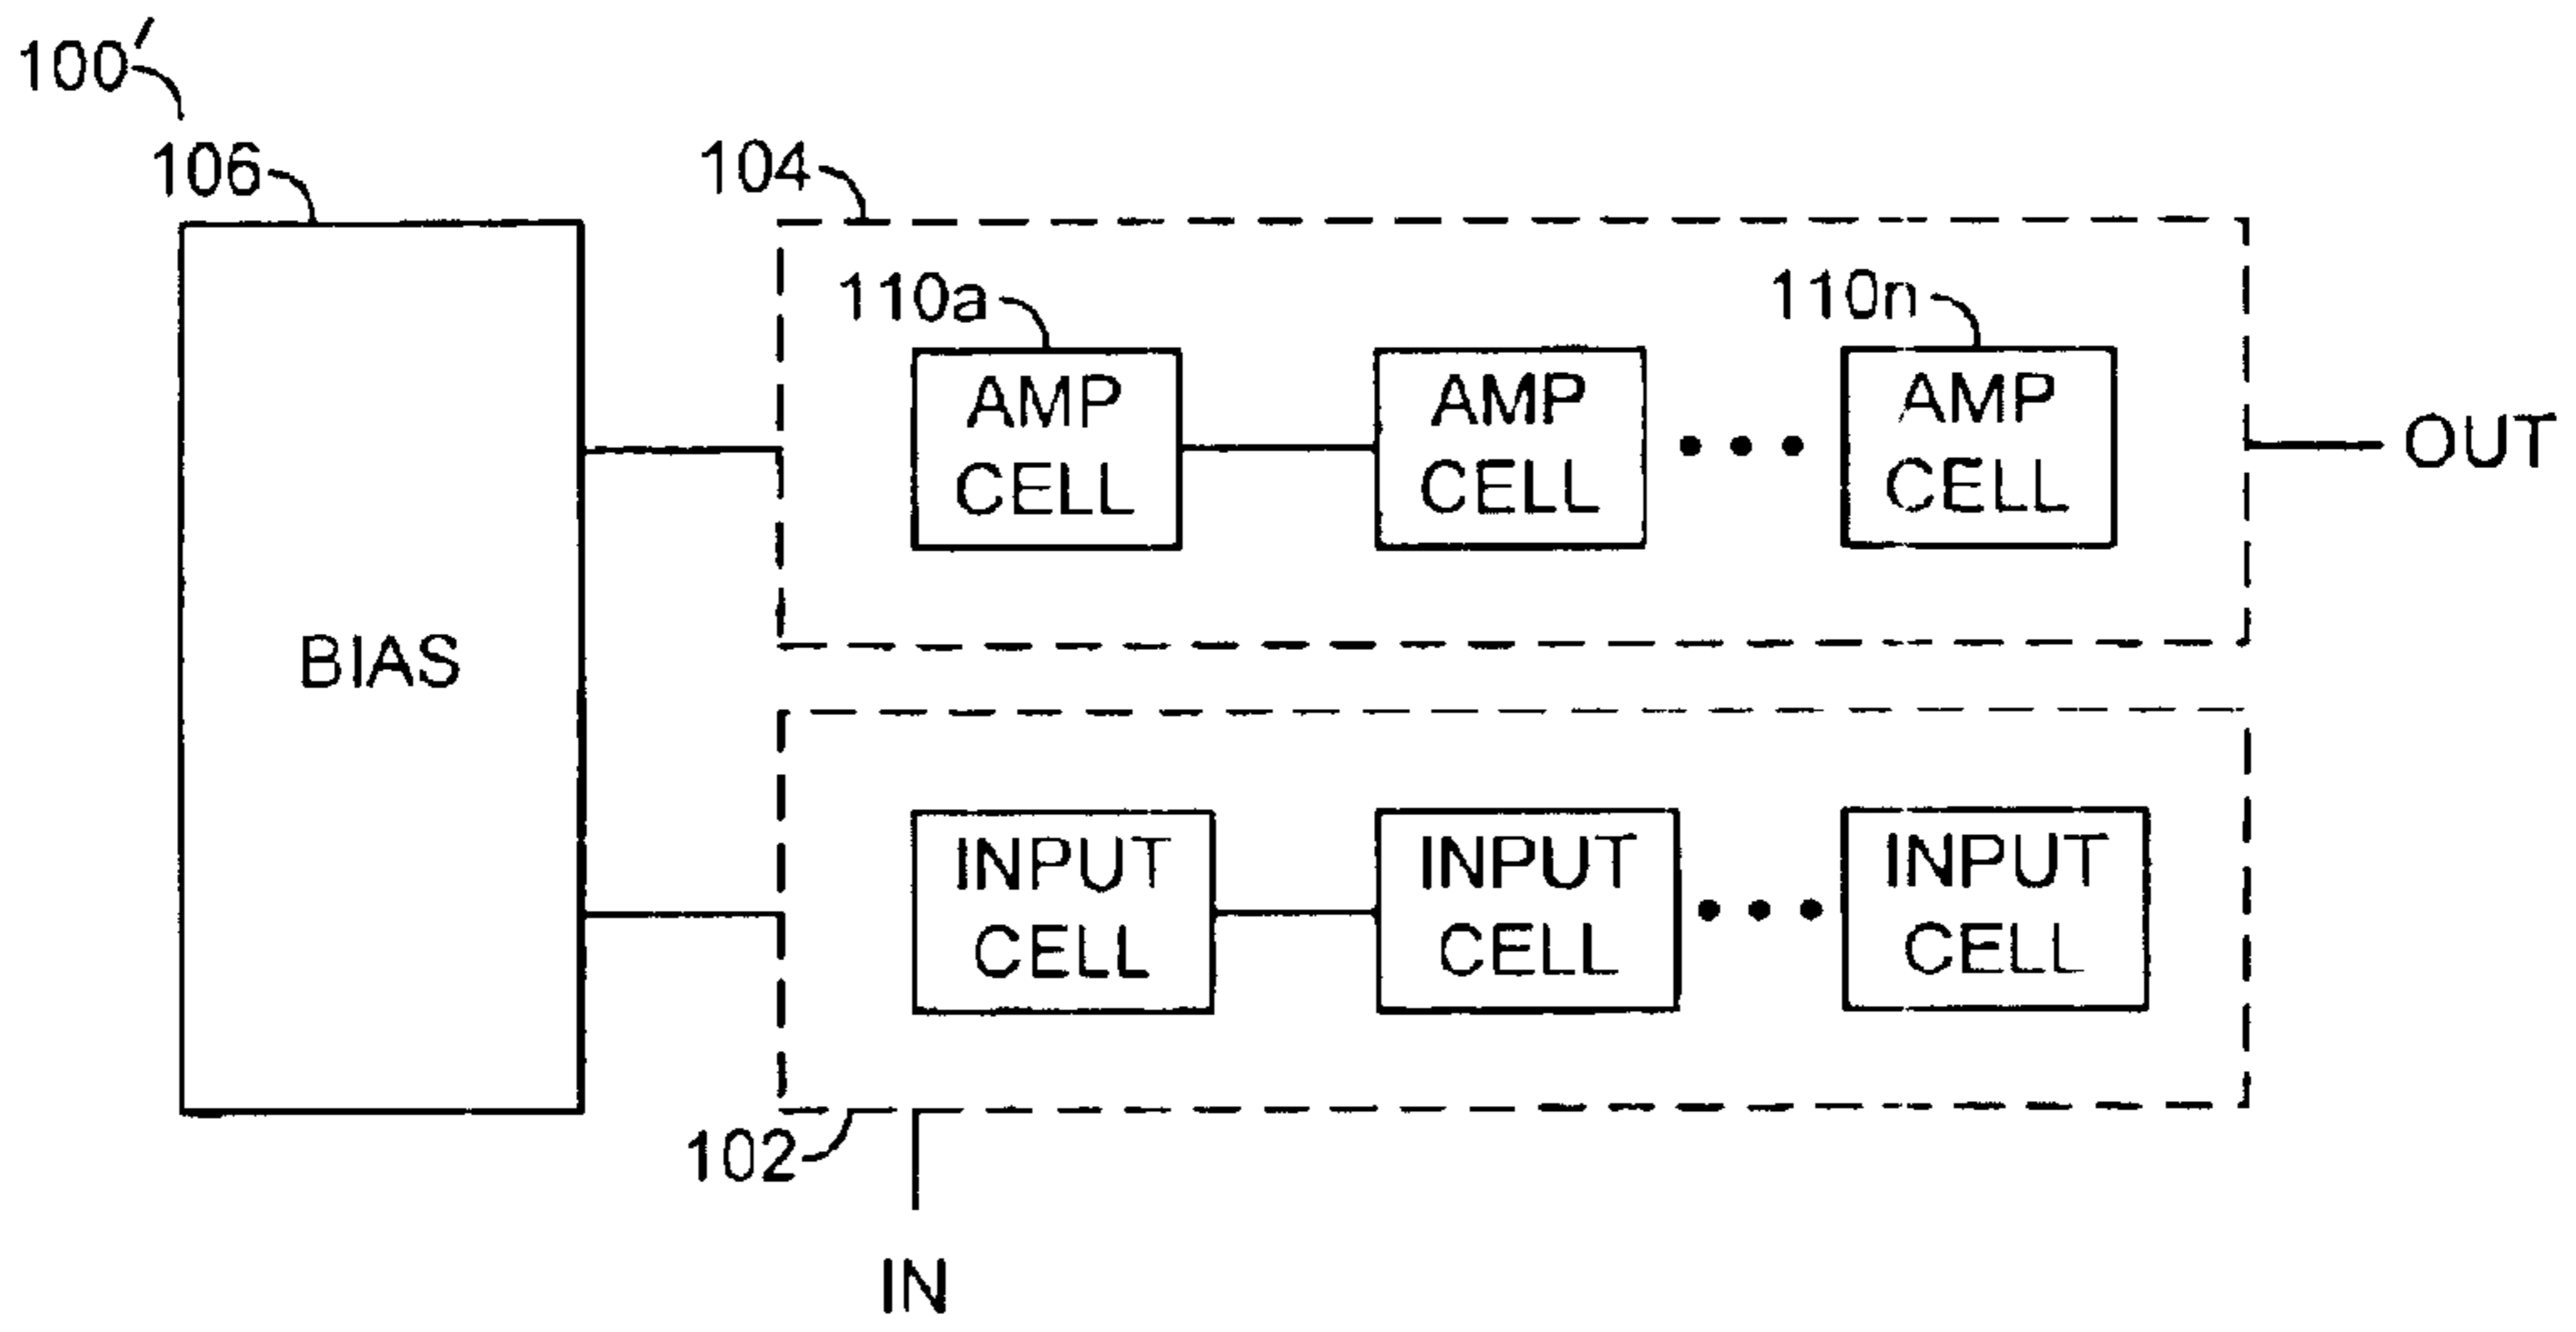 100'
106
104
110a
110n
AMP
CELL
AMP
CELL
AMP
CELL
OUT
BIAS
INPUT
CELL
INPUT
CELL
INPUT
CELL
102
IN